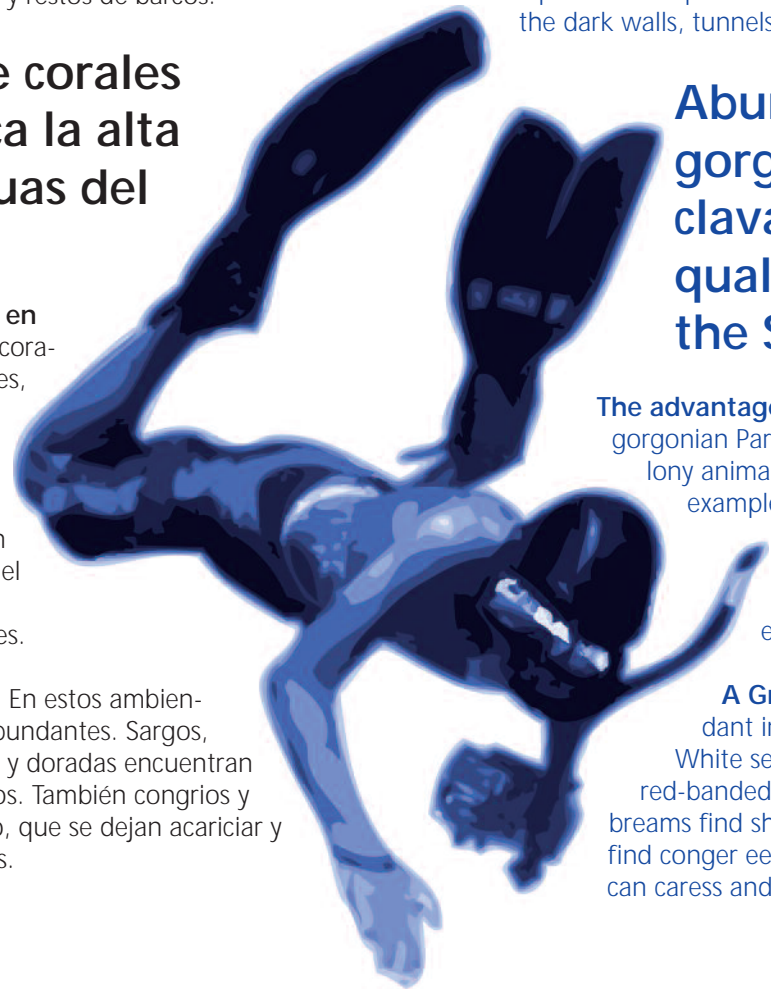 y restos de barcos.
e corales
ca la alta
uas del
en
cora-
es,
n
el
es.
En estos ambien-
bundantes. Sargos,
y doradas encuentran
os. También congrios y
o, que se dejan acariciar y
s.
the dark walls, tunnels
Abun
gorg
clava
qual
the S
The advantage
gorgonian Par
lony anima
example
e
A Gr
dant in
White se
red-banded
breams find sh
find conger ee
can caress and